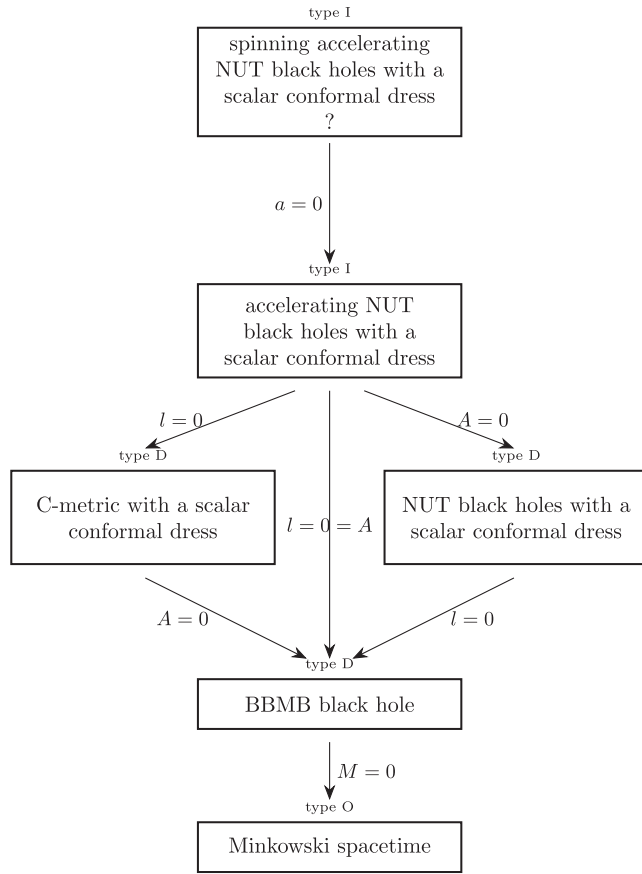 type I
spinning accelerating
NUT black holes with a
scalar conformal dress
?
a = 0
type I
accelerating NUT
black holes with a
scalar conformal dress
l = 0
A = 0
type D
type D
C-metric with a scalar
conformal dress
l = 0 = A
NUT black holes with a
scalar conformal dress
A = 0
l = 0
type D
BBMB black hole
M = 0
type O
Minkowski spacetime